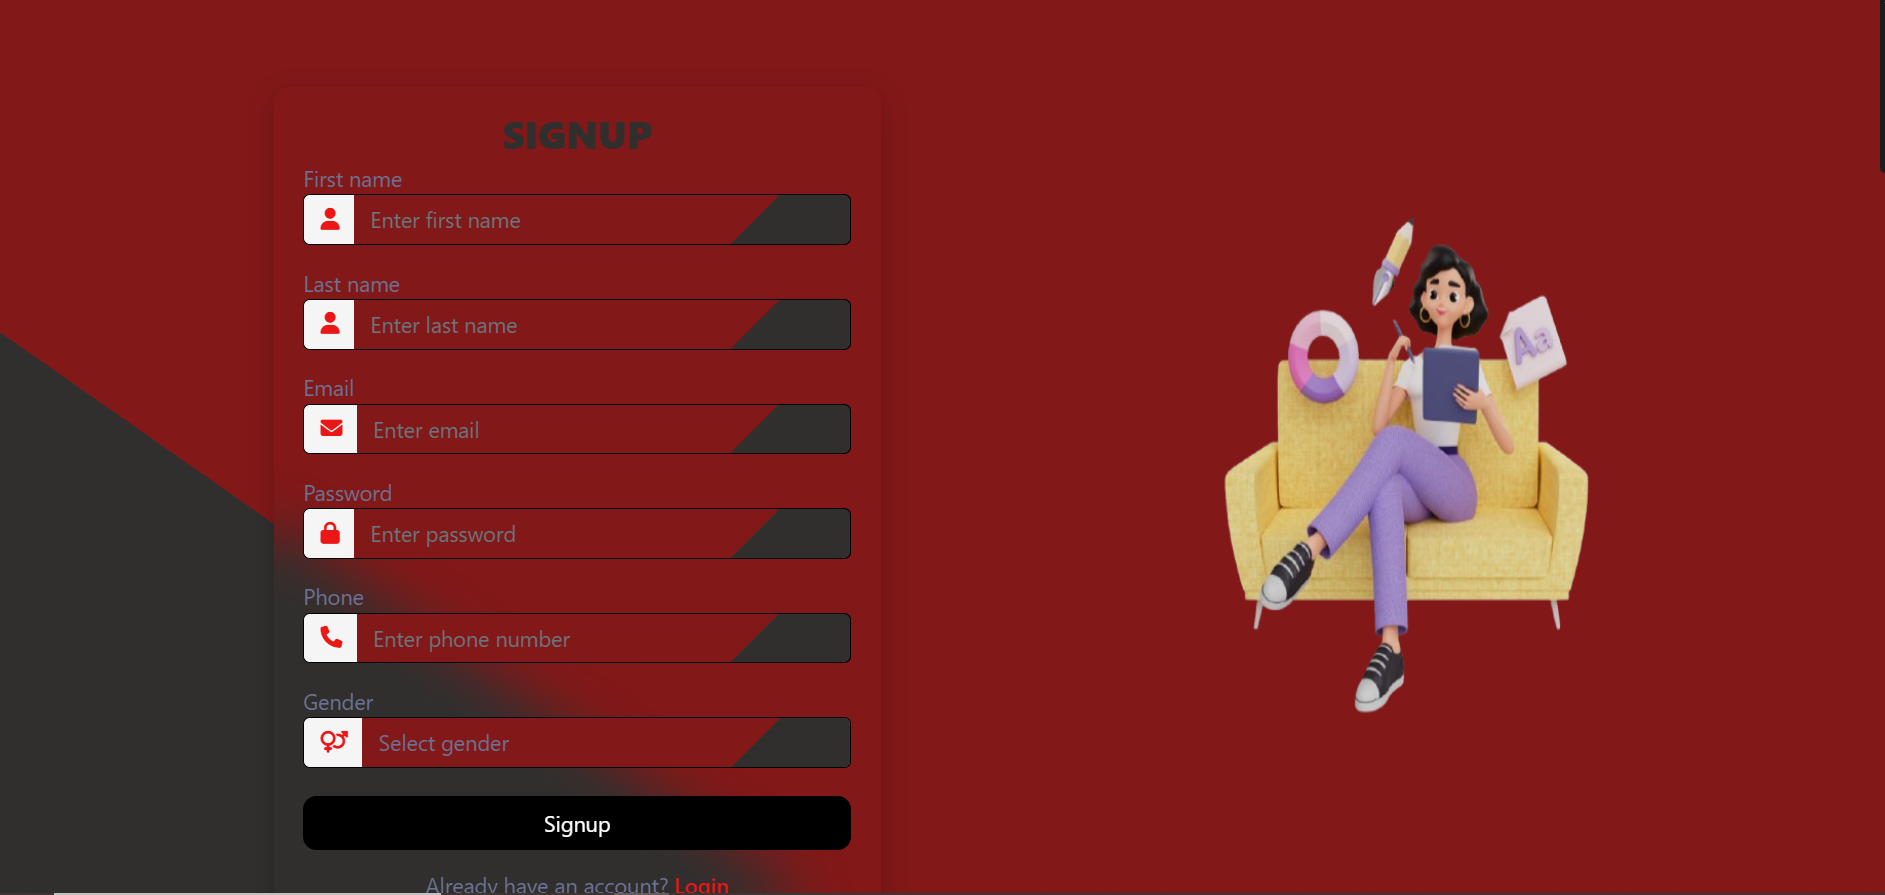 SIGNUP
First name
Enter first name
Last name
Enter last name
Email
Enter email
Password
Enter password
Phone
Enter phone number
Gender
Select gender
Signup
Already have an account? Login
Aa